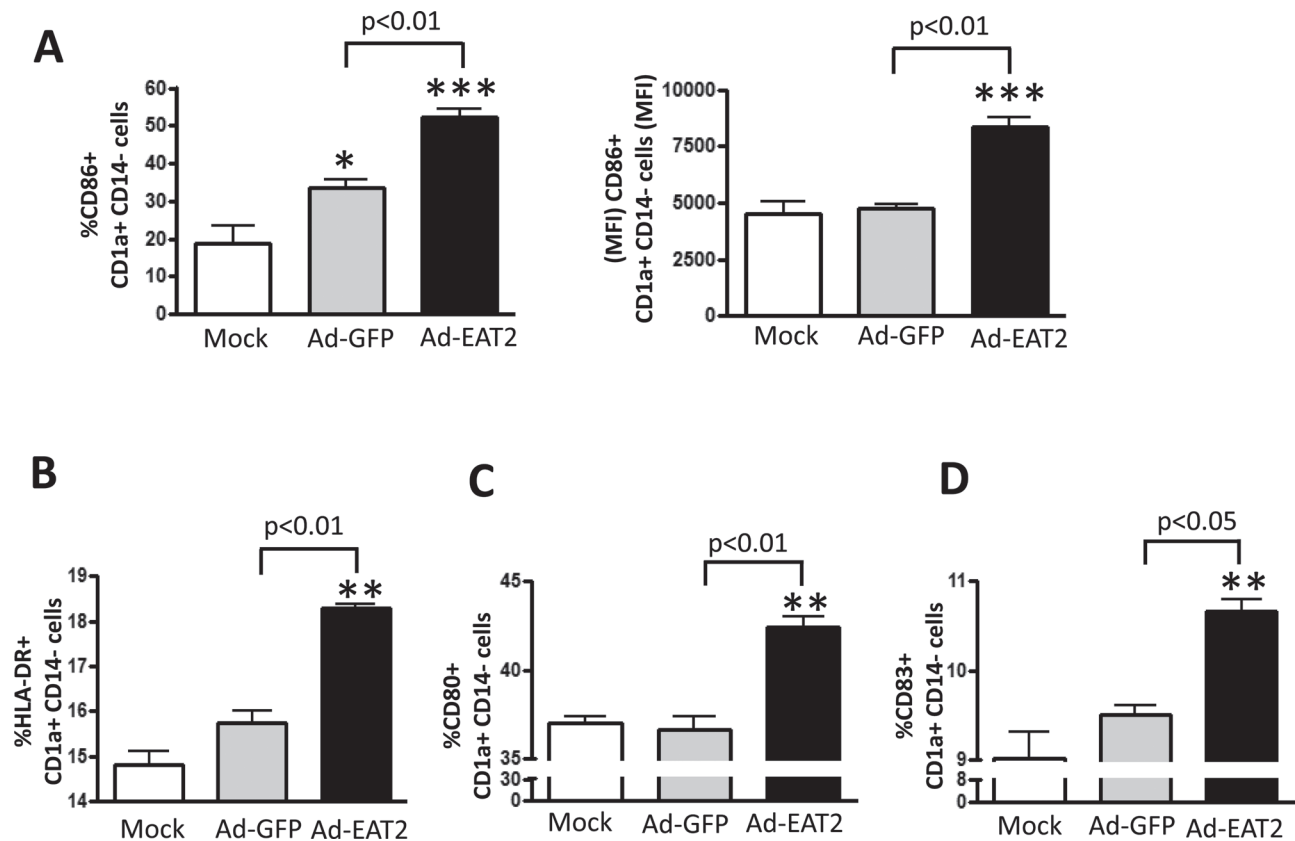 A
p<0.01
%CD86+
CD1a+ CD14- cells
60
50
40
30
20
10
0
*
***
Mock
Ad-GFP
Ad-EAT2
p<0.01
(MFI) CD86+
CD1a+ CD14- cells (MFI)
10000
7500
5000
2500
0
***
Mock
Ad-GFP
Ad-EAT2
B
p<0.01
%HLA-DR+
CD1a+ CD14- cells
19
18
17
16
15
14
**
Mock
Ad-GFP
Ad-EAT2
C
p<0.01
%CD80+
CD1a+ CD14- cells
45
40
35
30
0
**
Mock
Ad-GFP
Ad-EAT2
D
p<0.05
%CD83+
CD1a+ CD14- cells
11
10
9
8
0
**
Mock
Ad-GFP
Ad-EAT2